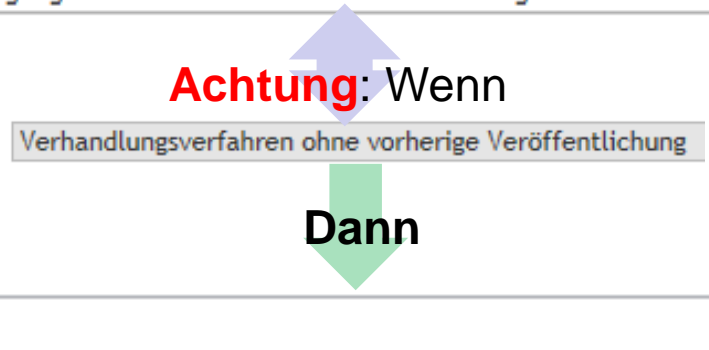 Achtung: Wenn
Verhandlungsverfahren ohne vorherige Veröffentlichung
Dann